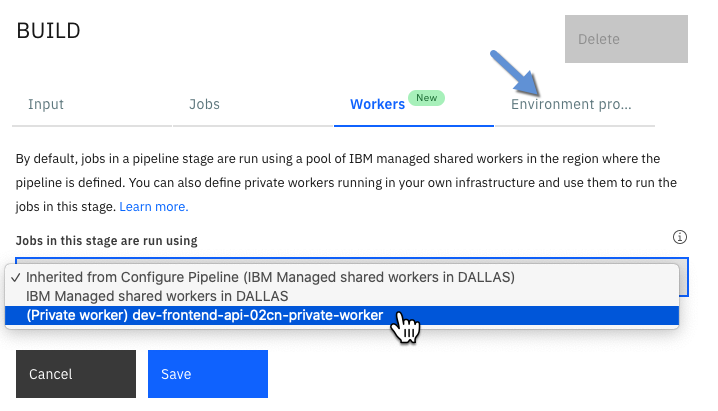 BUILD
Delete
Input
Jobs
Workers New
Environment pro...
By default, jobs in a pipeline stage are run using a pool of IBM managed shared workers in the region where the
pipeline is defined. You can also define private workers running in your own infrastructure and use them to run the
jobs in this stage. Learn more.
Jobs in this stage are run using
✓ Inherited from Configure Pipeline (IBM Managed shared workers in DALLAS)
IBM Managed shared workers in DALLAS
(Private worker) dev-frontend-api-02cn-private-worker
Cancel
Save